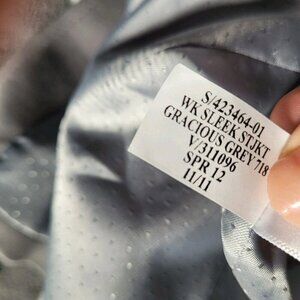 S/423464-01
WK SLEEK STJKT
GRACIOUS GREY 718
V/311096
SPR 12
11/11